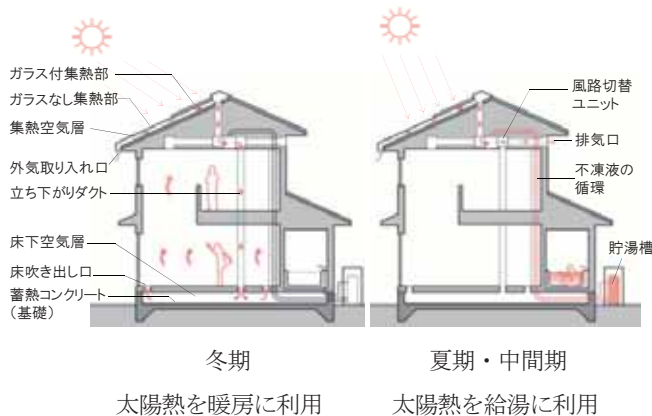 ガラス付集熱部
ガラスなし集熱部
集熱空気層
外気取り入れ口
立ち下がりダクト
床下空気層
床吹き出し口
蓄熱コンクリート
(基礎)
風路切替
ユニット
排気口
不凍液の
循環
貯湯槽
冬期
太陽熱を暖房に利用
夏期・中間期
太陽熱を給湯に利用